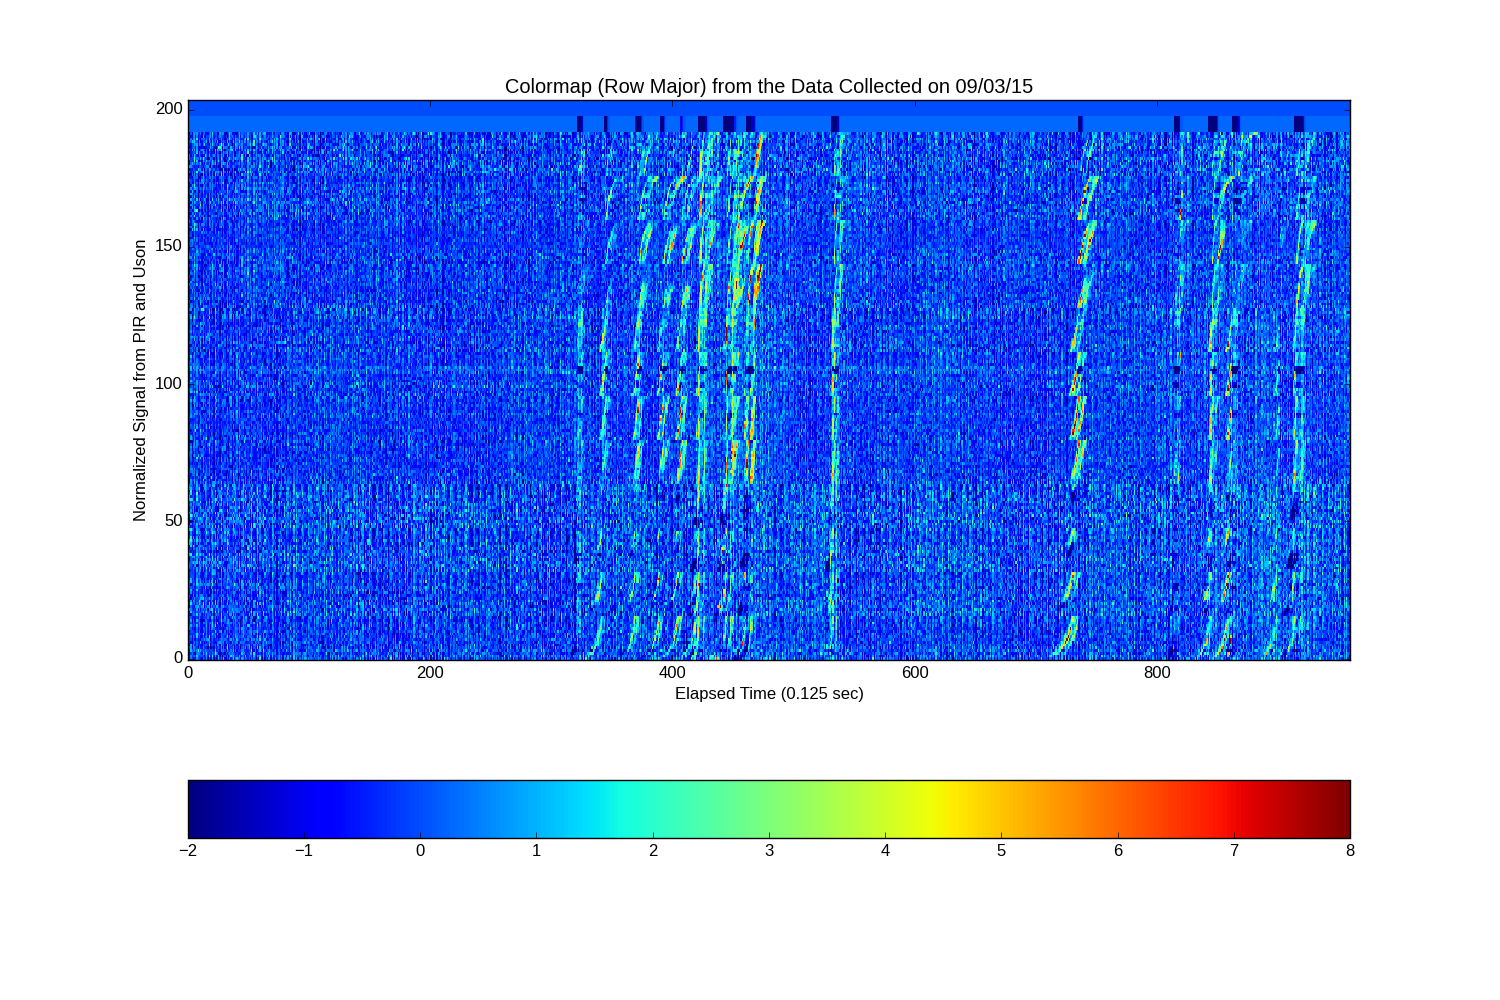 Colormap (Row Major) from the Data Collected on 09/03/15
Normalized Signal from PIR and Uson
200
150
100
50
0
0 200 400 600 800
Elapsed Time (0.125 sec)
−2 −1 0 1 2 3 4 5 6 7 8